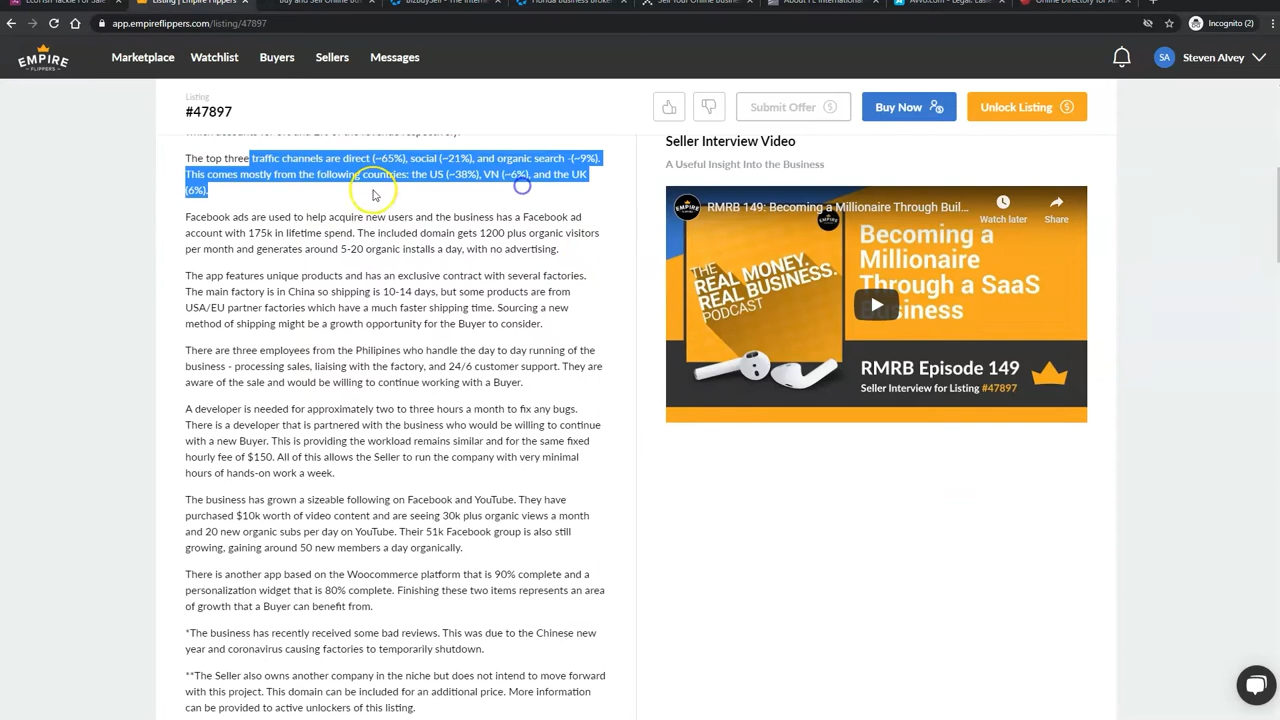 Listing | Empire Flippers
app.empireflippers.com/listing/47897
Incognito (2)
EMPIRE
FLIPPERS
Marketplace
Watchlist
Buyers
Sellers
Messages
SA
Steven Alvey
Listing
#47897
Submit Offer
Buy Now
Unlock Listing
The top three traffic channels are direct (~65%), social (~21%), and organic search -(~9%).
This comes mostly from the following countries: the US (~38%), VN (~6%), and the UK
(6%).
Facebook ads are used to help acquire new users and the business has a Facebook ad
account with 175k in lifetime spend. The included domain gets 1200 plus organic visitors
per month and generates around 5-20 organic installs a day, with no advertising.
The app features unique products and has an exclusive contract with several factories.
The main factory is in China so shipping is 10-14 days, but some products are from
USA/EU partner factories which have a much faster shipping time. Sourcing a new
method of shipping might be a growth opportunity for the Buyer to consider.
There are three employees from the Philipines who handle the day to day running of the
business - processing sales, liaising with the factory, and 24/6 customer support. They are
aware of the sale and would be willing to continue working with a Buyer.
A developer is needed for approximately two to three hours a month to fix any bugs.
There is a developer that is partnered with the business who would be willing to continue
with a new Buyer. This is providing the workload remains similar and for the same fixed
hourly fee of $150. All of this allows the Seller to run the company with very minimal
hours of hands-on work a week.
The business has grown a sizeable following on Facebook and YouTube. They have
purchased $10k worth of video content and are seeing 30k plus organic views a month
and 20 new organic subs per day on YouTube. Their 51k Facebook group is also still
growing, gaining around 50 new members a day organically.
There is another app based on the Woocommerce platform that is 90% complete and a
personalization widget that is 80% complete. Finishing these two items represents an area
of growth that a Buyer can benefit from.
*The business has recently received some bad reviews. This was due to the Chinese new
year and coronavirus causing factories to temporarily shutdown.
**The Seller also owns another company in the niche but does not intend to move forward
with this project. This domain can be included for an additional price. More information
can be provided to active unlockers of this listing.
Seller Interview Video
A Useful Insight Into the Business
RMRB 149: Becoming a Millionaire Through Buil...
Watch later
Share
THE
REAL MONEY.
REAL BUSINESS.
PODCAST
Becoming a
Millionaire
Through a SaaS
Business
RMRB Episode 149
Seller Interview for Listing #47897